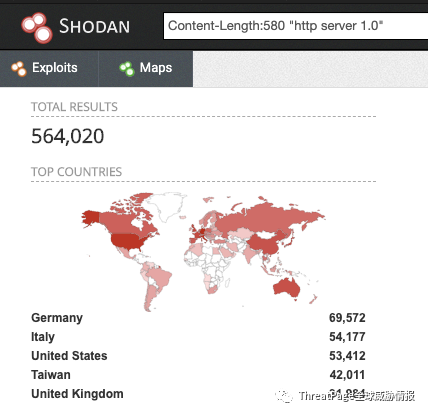 SHODAN
Content-Length:580 "http server 1.0"
Exploits
Maps
TOTAL RESULTS
564,020
TOP COUNTRIES
Germany 69,572
Italy 54,177
United States 53,412
Taiwan 42,011
United Kingdom
ThreatPage全球威胁情报